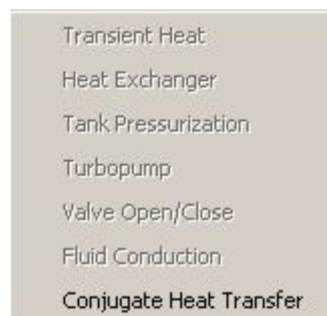 Transient Heat
Heat Exchanger
Tank Pressurization
Turbopump
Valve Open/Close
Fluid Conduction
Conjugate Heat Transfer